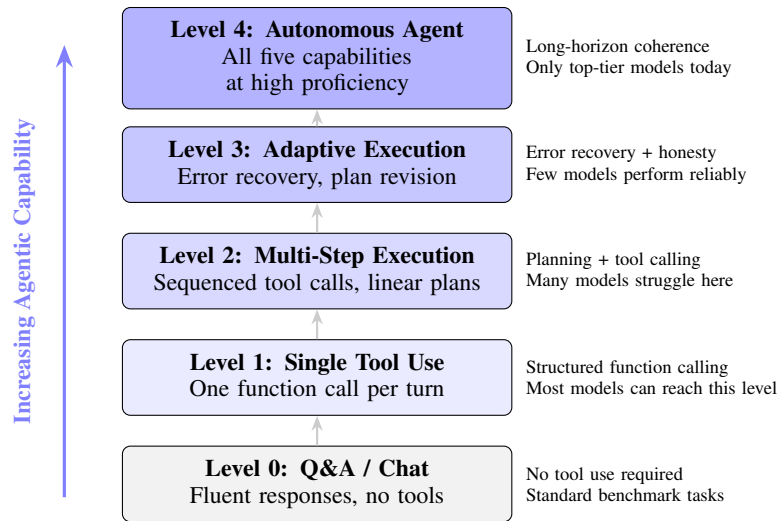 Level 4: Autonomous Agent
All five capabilities
at high proficiency
Long-horizon coherence
Only top-tier models today
Level 3: Adaptive Execution
Error recovery, plan revision
Error recovery + honesty
Few models perform reliably
Level 2: Multi-Step Execution
Sequenced tool calls, linear plans
Planning + tool calling
Many models struggle here
Level 1: Single Tool Use
One function call per turn
Structured function calling
Most models can reach this level
Level 0: Q&A / Chat
Fluent responses, no tools
No tool use required
Standard benchmark tasks
Increasing Agentic Capability